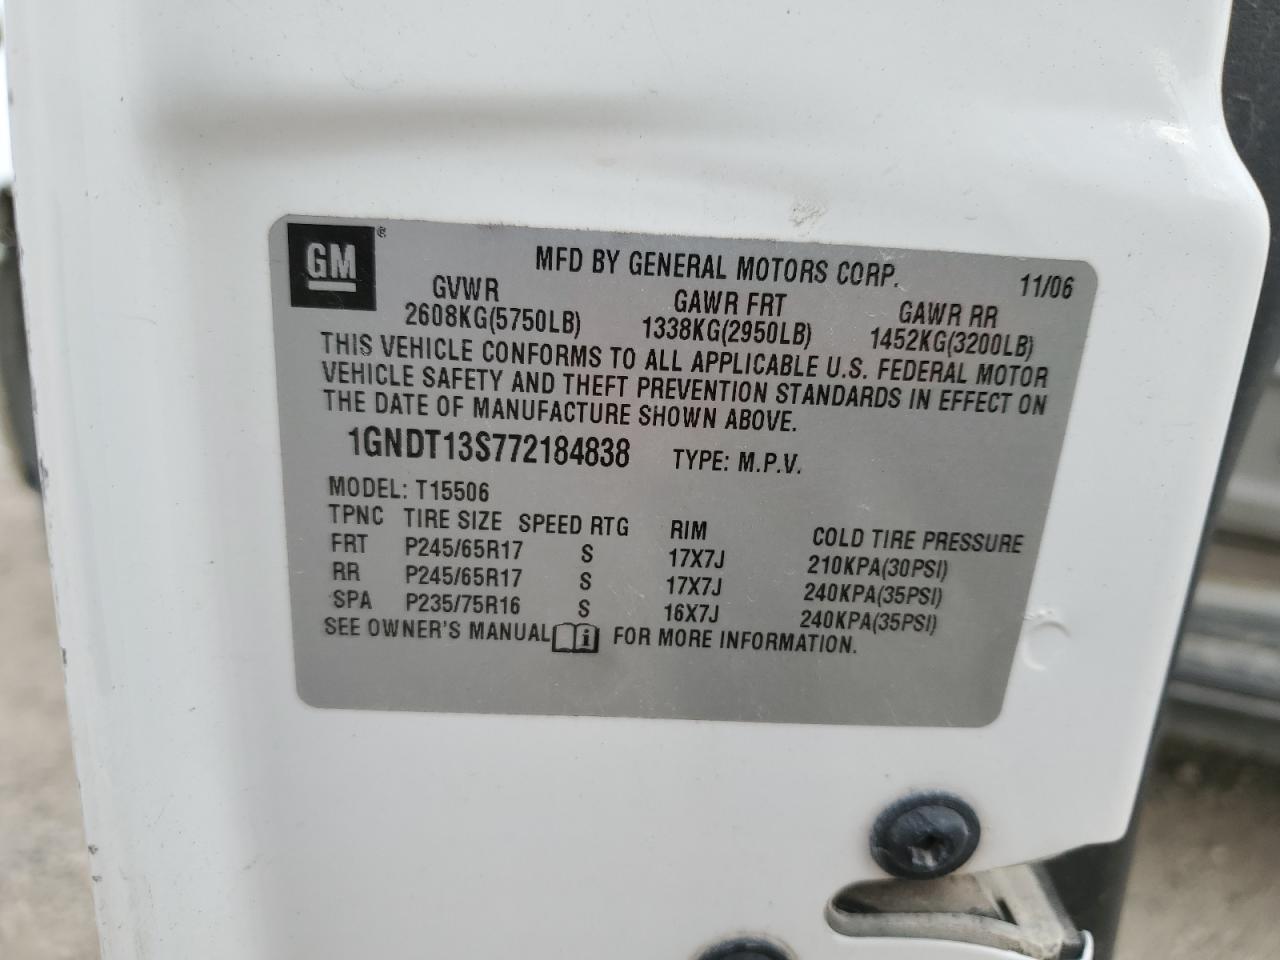 GM®
MFD BY GENERAL MOTORS CORP. 11/06
GVWR GAWR FRT GAWR RR
2608KG(5750LB) 1338KG(2950LB) 1452KG(3200LB)
THIS VEHICLE CONFORMS TO ALL APPLICABLE U.S. FEDERAL MOTOR
VEHICLE SAFETY AND THEFT PREVENTION STANDARDS IN EFFECT ON
THE DATE OF MANUFACTURE SHOWN ABOVE.
1GNDT13S772184838 TYPE: M.P.V.
MODEL: T15506
TPNC TIRE SIZE SPEED RTG RIM COLD TIRE PRESSURE
FRT P245/65R17 S 17X7J 210KPA(30PSI)
RR P245/65R17 S 17X7J 240KPA(35PSI)
SPA P235/75R16 S 16X7J 240KPA(35PSI)
SEE OWNER'S MANUAL i FOR MORE INFORMATION.